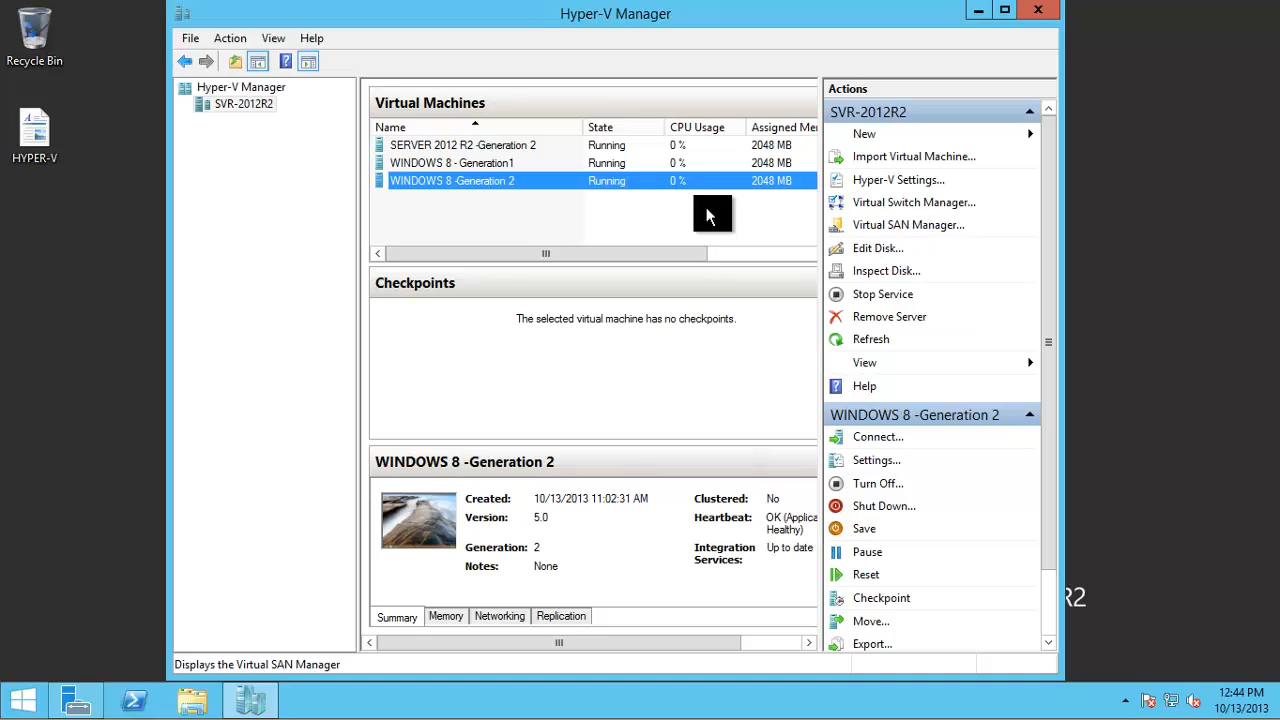 Hyper-V Manager
Recycle Bin
HYPER-V
File Action View Help
Hyper-V Manager
SVR-2012R2
Virtual Machines
Name State CPU Usage Assigned Mer
SERVER 2012 R2 -Generation 2 Running 0 % 2048 MB
WINDOWS 8 - Generation1 Running 0 % 2048 MB
WINDOWS 8 -Generation 2 Running 0 % 2048 MB
Checkpoints
The selected virtual machine has no checkpoints.
WINDOWS 8 -Generation 2
Created: 10/13/2013 11:02:31 AM Clustered: No
Version: 5.0 Heartbeat: OK (Applica
Healthy)
Generation: 2 Integration Services: Up to date
Notes: None
Summary Memory Networking Replication
Actions
SVR-2012R2
New
Import Virtual Machine...
Hyper-V Settings...
Virtual Switch Manager...
Virtual SAN Manager...
Edit Disk...
Inspect Disk...
Stop Service
Remove Server
Refresh
View
Help
WINDOWS 8 -Generation 2
Connect...
Settings...
Turn Off...
Shut Down...
Save
Pause
Reset
Checkpoint
Move...
Export...
R2
Displays the Virtual SAN Manager
12:44 PM
10/13/2013